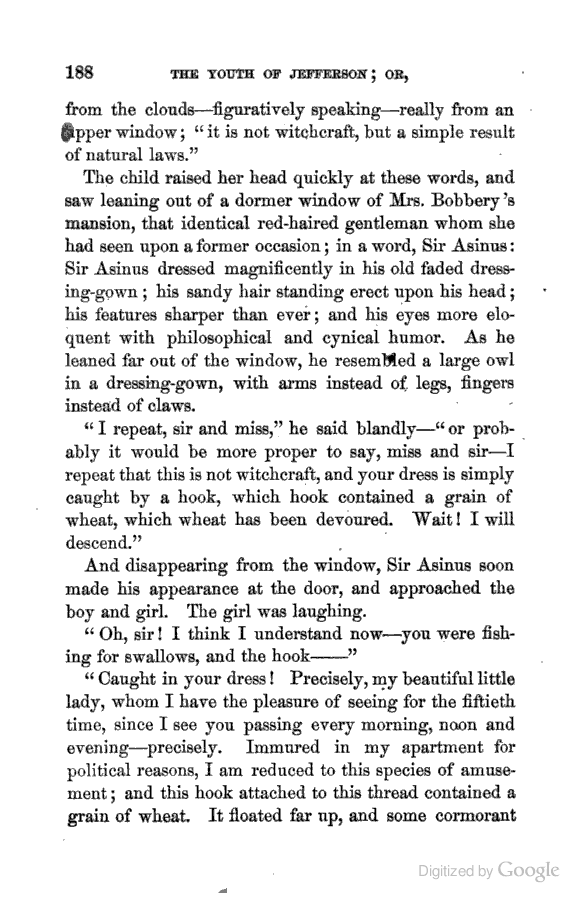 188 THE YOUTH OF JEFFERSON; OR,
from the clouds—figuratively speaking—really from an
upper window; "it is not witchcraft, but a simple result
of natural laws."
The child raised her head quickly at these words, and
saw leaning out of a dormer window of Mrs. Bobbery's
mansion, that identical red-haired gentleman whom she
had seen upon a former occasion; in a word, Sir Asinus:
Sir Asinus dressed magnificently in his old faded dress-
ing-gown; his sandy hair standing erect upon his head;
his features sharper than ever; and his eyes more elo-
quent with philosophical and cynical humor. As he
leaned far out of the window, he resembled a large owl
in a dressing-gown, with arms instead of legs, fingers
instead of claws.
"I repeat, sir and miss," he said blandly—"or prob-
ably it would be more proper to say, miss and sir—I
repeat that this is not witchcraft, and your dress is simply
caught by a hook, which hook contained a grain of
wheat, which wheat has been devoured. Wait! I will
descend."
And disappearing from the window, Sir Asinus soon
made his appearance at the door, and approached the
boy and girl. The girl was laughing.
"Oh, sir! I think I understand now—you were fish-
ing for swallows, and the hook——"
"Caught in your dress! Precisely, my beautiful little
lady, whom I have the pleasure of seeing for the fiftieth
time, since I see you passing every morning, noon and
evening—precisely. Immured in my apartment for
political reasons, I am reduced to this species of amuse-
ment; and this hook attached to this thread contained a
grain of wheat. It floated far up, and some cormorant
Digitized by Google